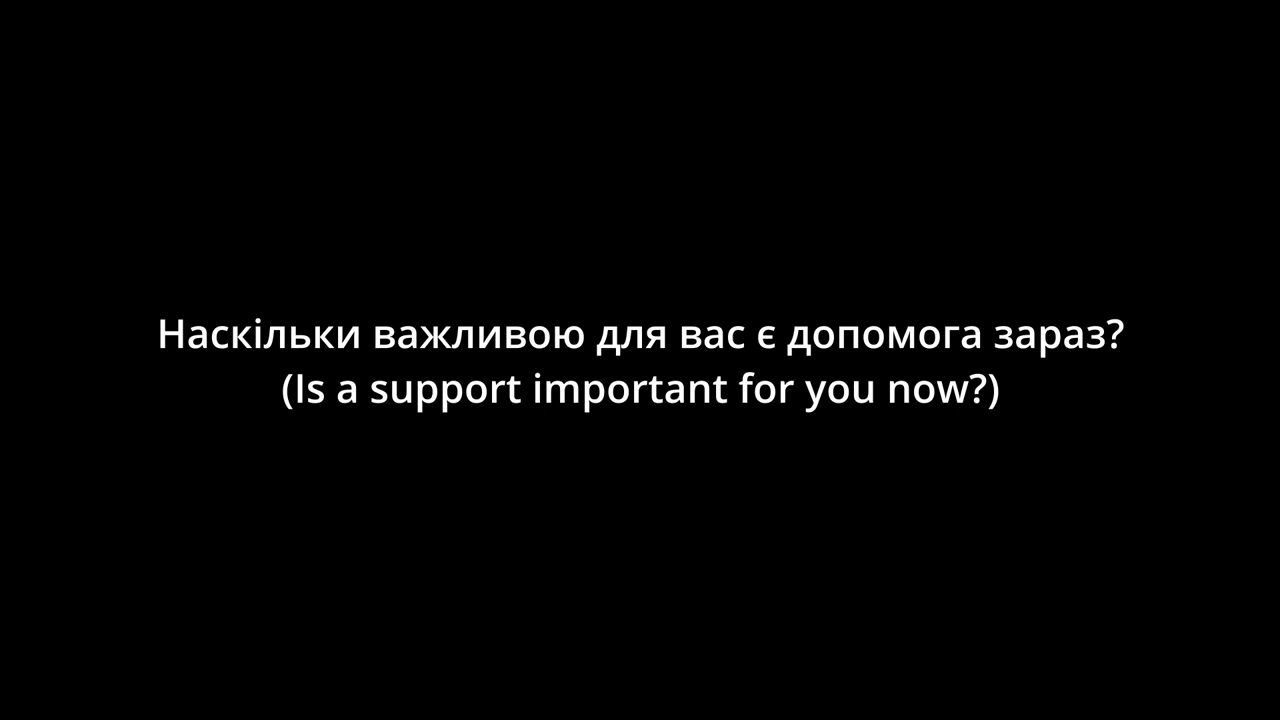 Наскільки важливою для вас є допомога зараз?
(Is a support important for you now?)